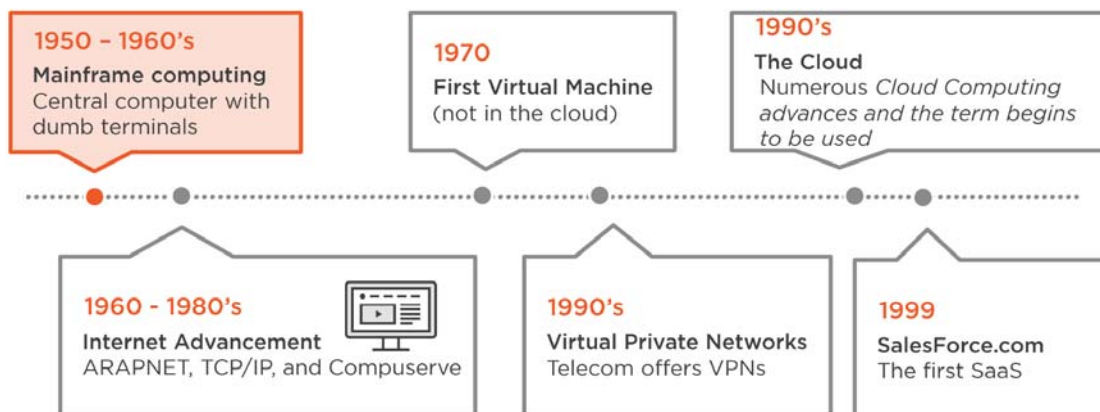 1950 – 1960's
Mainframe computing
Central computer with
dumb terminals
1970
First Virtual Machine
(not in the cloud)
1990's
The Cloud
Numerous Cloud Computing
advances and the term begins
to be used
1960 - 1980's
Internet Advancement
ARAPNET, TCP/IP, and Compuserve
1990's
Virtual Private Networks
Telecom offers VPNs
1999
SalesForce.com
The first SaaS